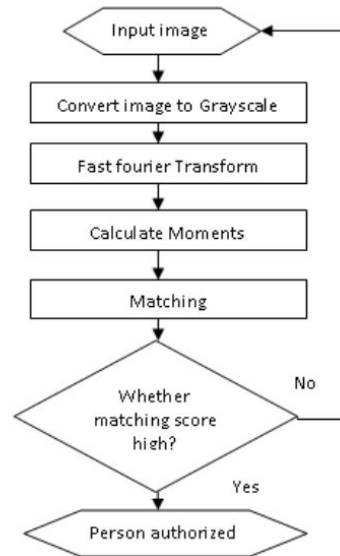 Input image
Convert image to Grayscale
Fast fourier Transform
Calculate Moments
Matching
Whether
matching score
high?
No
Yes
Person authorized